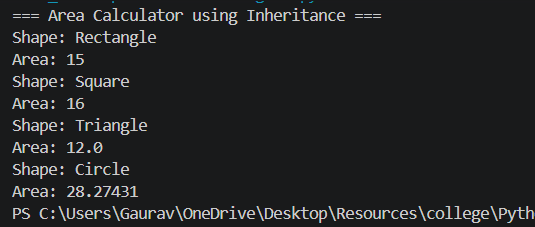 === Area Calculator using Inheritance ===
Shape: Rectangle
Area: 15
Shape: Square
Area: 16
Shape: Triangle
Area: 12.0
Shape: Circle
Area: 28.27431
PS C:\Users\Gaurav\OneDrive\Desktop\Resources\college\Pyth